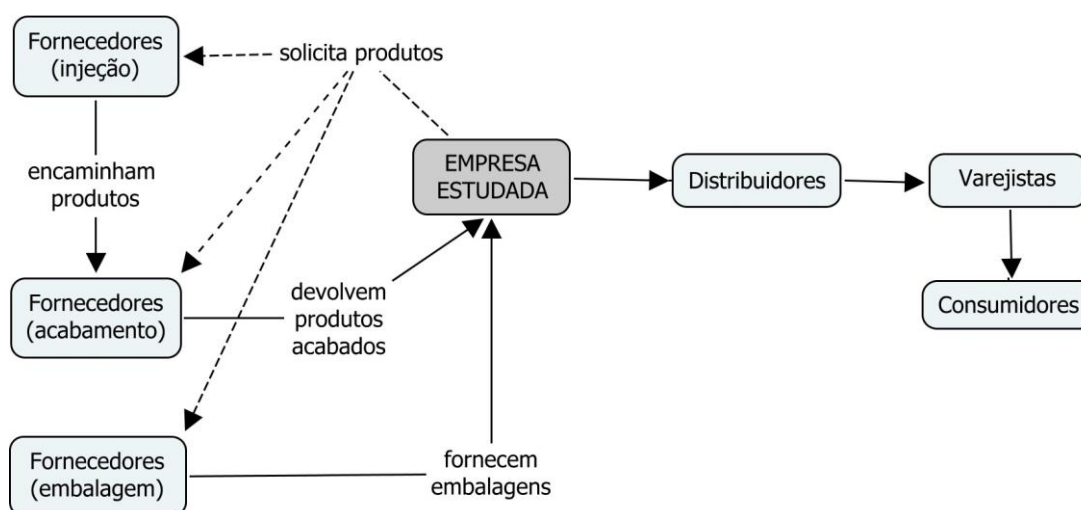 Fornecedores
(injeção)
solicita produtos
encaminham
produtos
EMPRESA
ESTUDADA
Distribuidores
Varejistas
Fornecedores
(acabamento)
devolvem
produtos
acabados
Consumidores
Fornecedores
(embalagem)
fornecem
embalagens